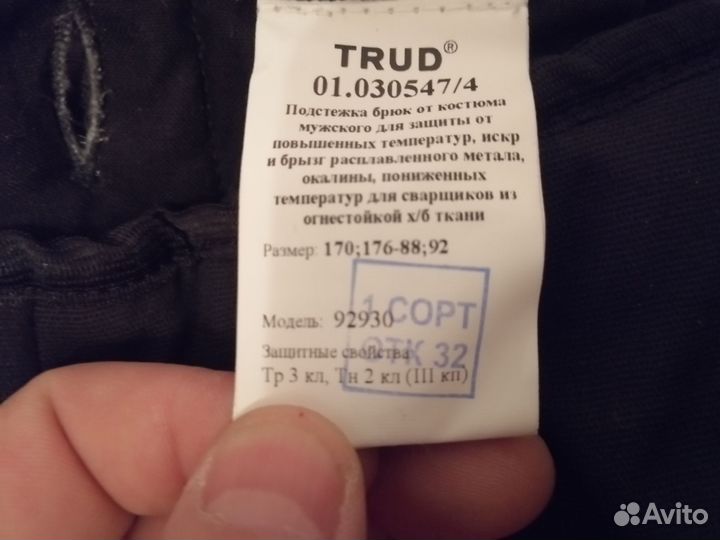 TRUD®
01.030547/4
Подстежка брюк от костюма
мужского для защиты от
повышенных температур, искр
и брызг расплавленного метала,
окалины, пониженных
температур для сварщиков из
огнестойкой х/б ткани
Размер: 170;176-88;92
1 СОРТ
Модель: 92930
ОТК 32
Защитные свойства
Тр 3 кл, Тн 2 кл (III кп)
Avito